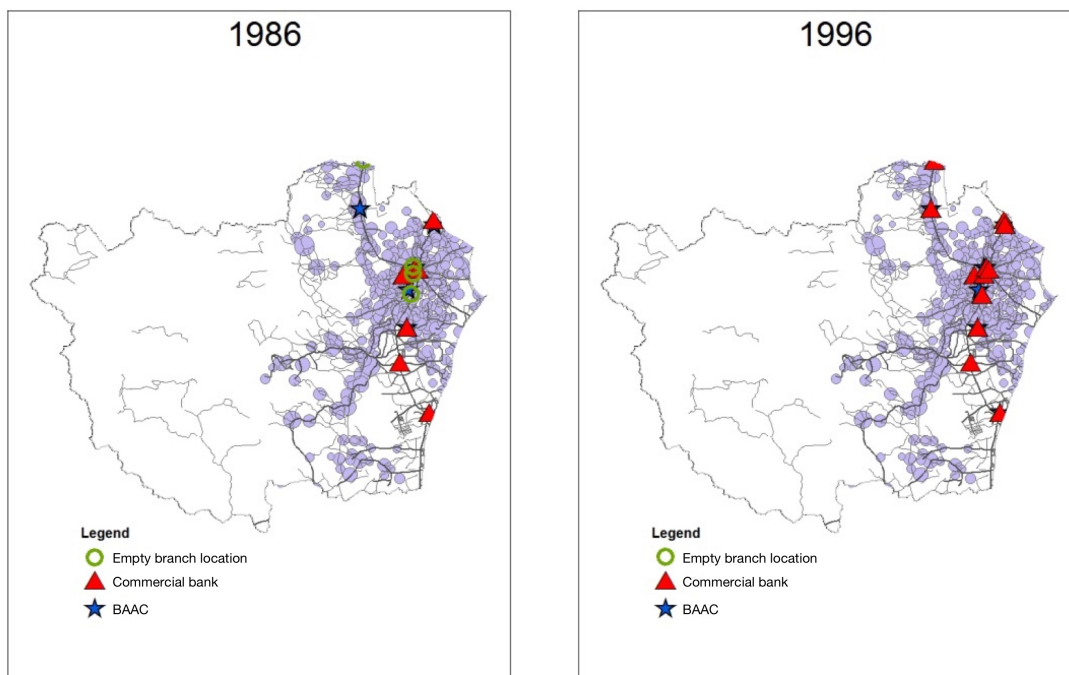 1986
Legend
Empty branch location
Commercial bank
BAAC
1996
Legend
Empty branch location
Commercial bank
BAAC